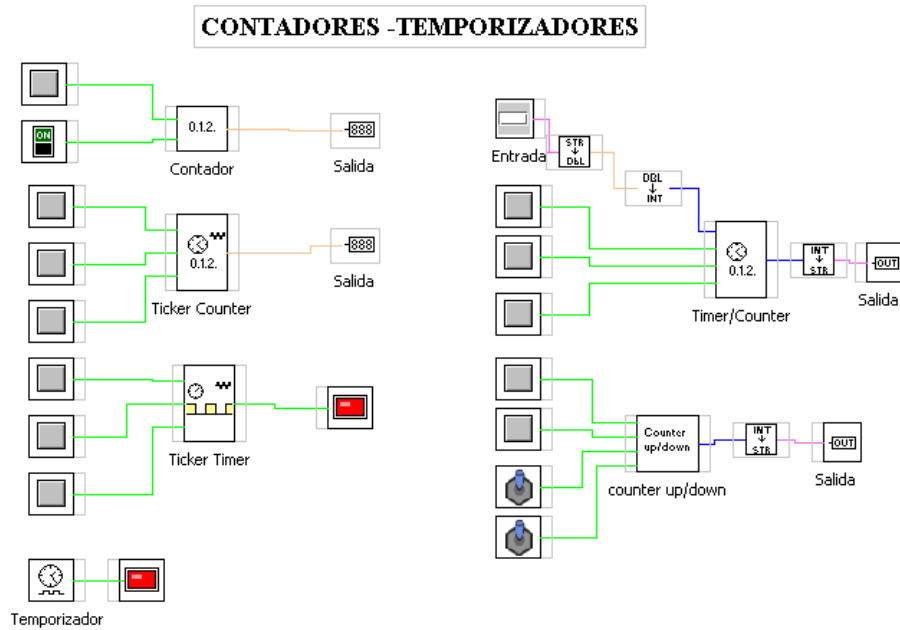 CONTADORES -TEMPORIZADORES
ON
0.1.2.
Contador
-888
Salida
0.1.2.
Ticker Counter
-888
Salida
Ticker Timer
Temporizador
Entrada
STR
DbL
DBL
INT
0.1.2.
Timer/Counter
INT
STR
OUT
Salida
Counter
up/down
counter up/down
INT
STR
OUT
Salida